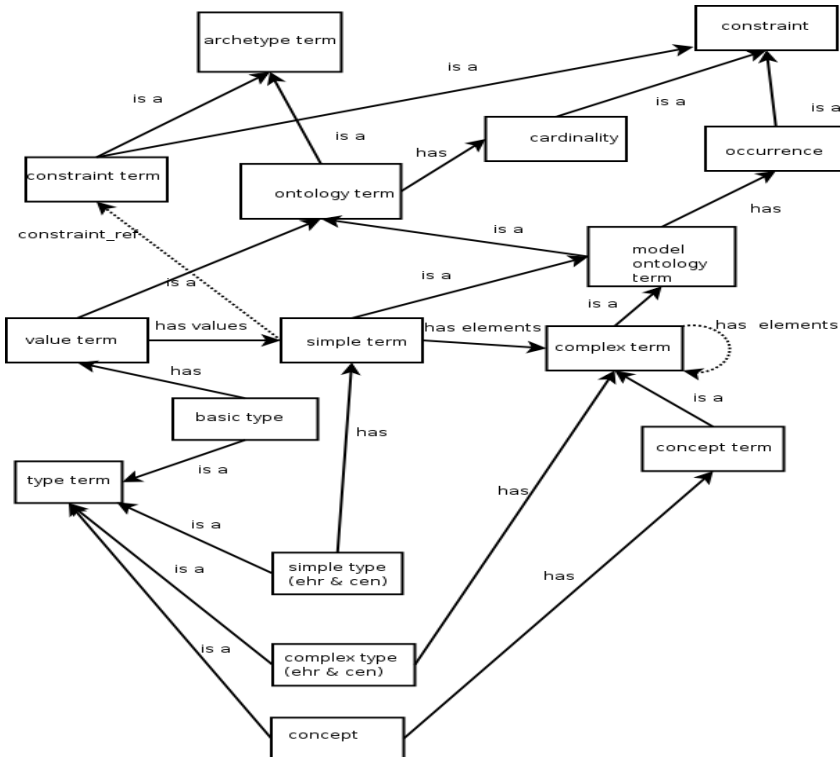 constraint
archetype term
is a
is a
is a
is a
is a
has
cardinality
occurrence
constraint term
ontology term
has
constraint_ref
is a
model
ontology
term
is a
is a
is a
value term
has values
simple term
has elements
complex term
has elements
has
basic type
is a
has
concept term
is a
type term
has
is a
simple type
(ehr & cen)
is a
has
is a
complex type
(ehr & cen)
concept